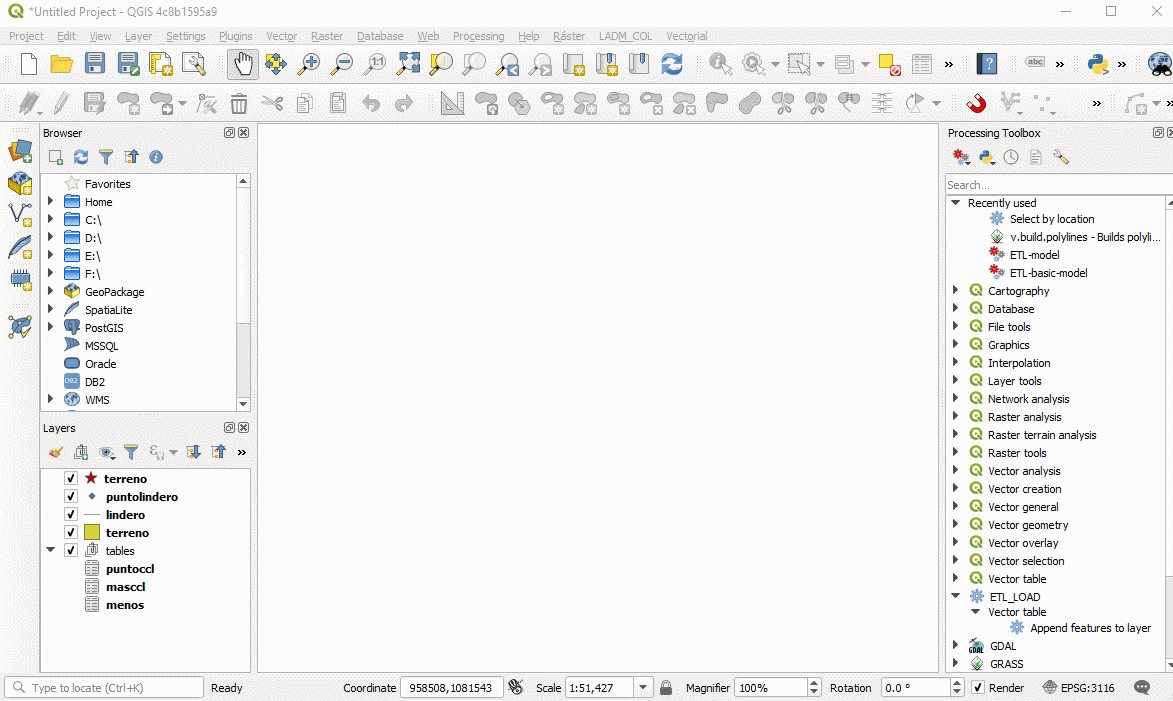 *Untitled Project - QGIS 4c8b1595a9
Project Edit View Layer Settings Plugins Vector Raster Database Web Processing Help Ráster LADM_COL Vectorial
1:1
abc
Browser
Favorites
Home
C:\
D:\
E:\
F:\
GeoPackage
SpatiaLite
PostGIS
MSSQL
Oracle
DB2 DB2
WMS
Layers
terreno
puntolindero
lindero
terreno
tables
puntoccl
masccl
menos
Processing Toolbox
Search...
Recently used
Select by location
v.build.polylines - Builds polyli...
ETL-model
ETL-basic-model
Cartography
Database
File tools
Graphics
Interpolation
Layer tools
Network analysis
Raster analysis
Raster terrain analysis
Raster tools
Vector analysis
Vector creation
Vector general
Vector geometry
Vector overlay
Vector selection
Vector table
ETL_LOAD
Vector table
Append features to layer
GDAL GDAL
GRASS
Type to locate (Ctrl+K) Ready Coordinate 958508,1081543 Scale 1:51,427 Magnifier 100% Rotation 0.0 ° Render EPSG:3116